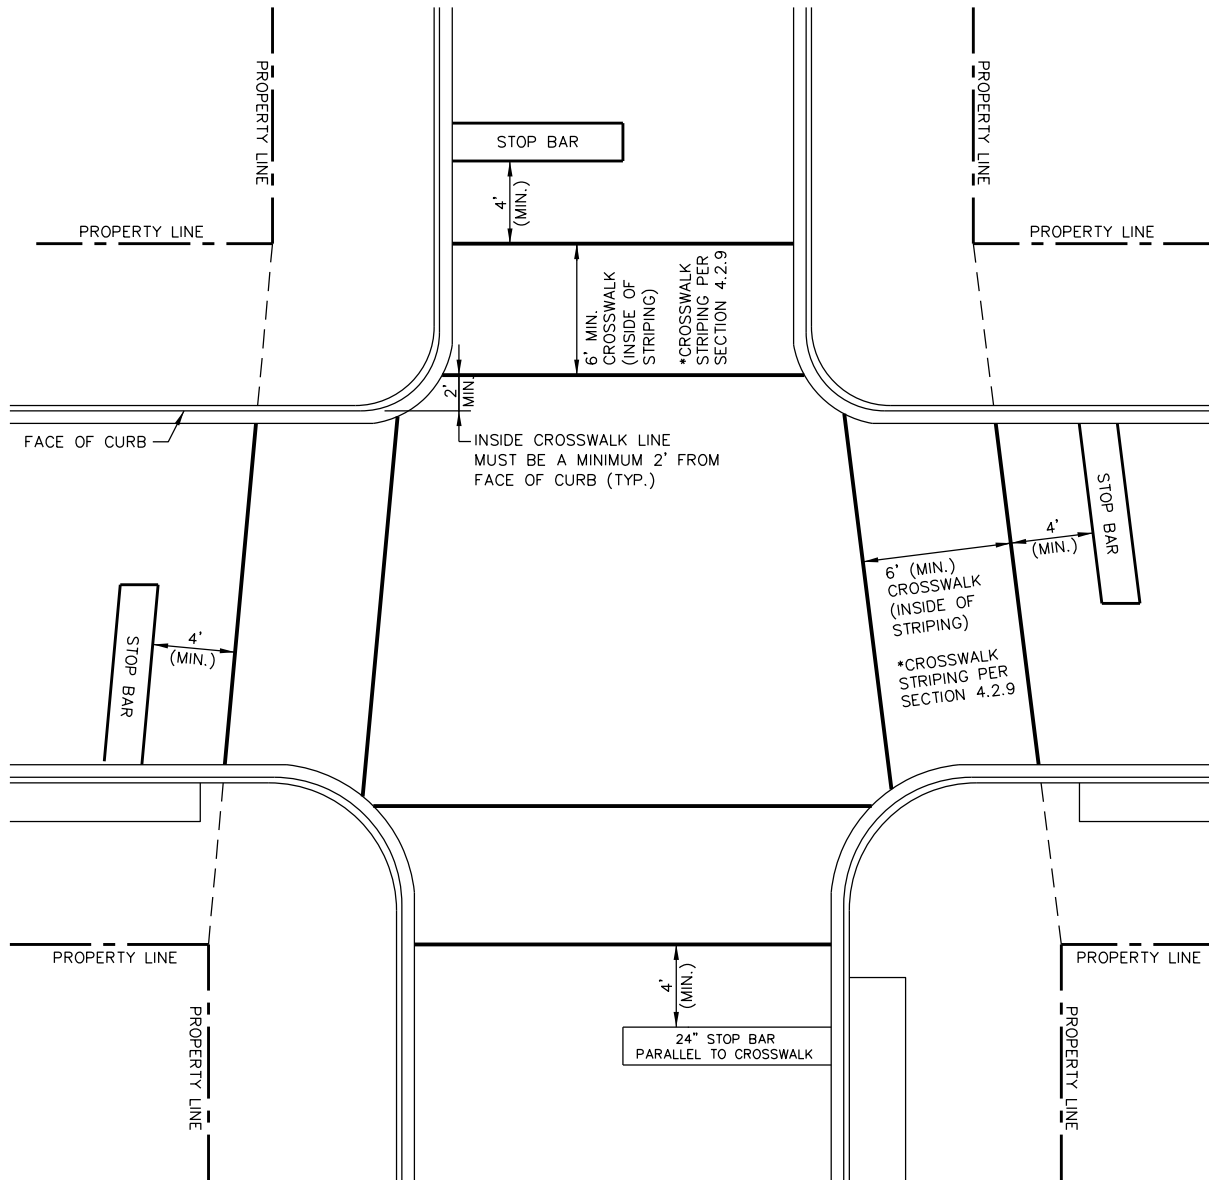 PROPERTY LINE
PROPERTY LINE
STOP BAR
4'
(MIN.)
PROPERTY LINE
PROPERTY LINE
6' MIN.
CROSSWALK
(INSIDE OF
STRIPING)
*CROSSWALK
STRIPING PER
SECTION 4.2.9
2'
MIN.
FACE OF CURB
INSIDE CROSSWALK LINE
MUST BE A MINIMUM 2' FROM
FACE OF CURB (TYP.)
STOP BAR
4'
(MIN.)
6' (MIN.)
CROSSWALK
(INSIDE OF
STRIPING)
*CROSSWALK
STRIPING PER
SECTION 4.2.9
STOP BAR
4'
(MIN.)
PROPERTY LINE
PROPERTY LINE
4'
(MIN.)
24" STOP BAR
PARALLEL TO CROSSWALK
PROPERTY LINE
PROPERTY LINE